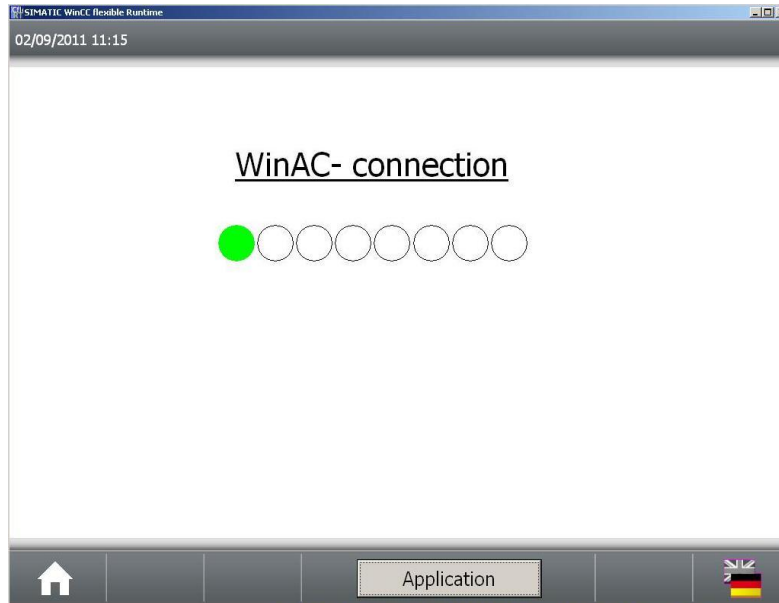 SIMATIC WinCC flexible Runtime
02/09/2011 11:15
WinAC- connection
Application